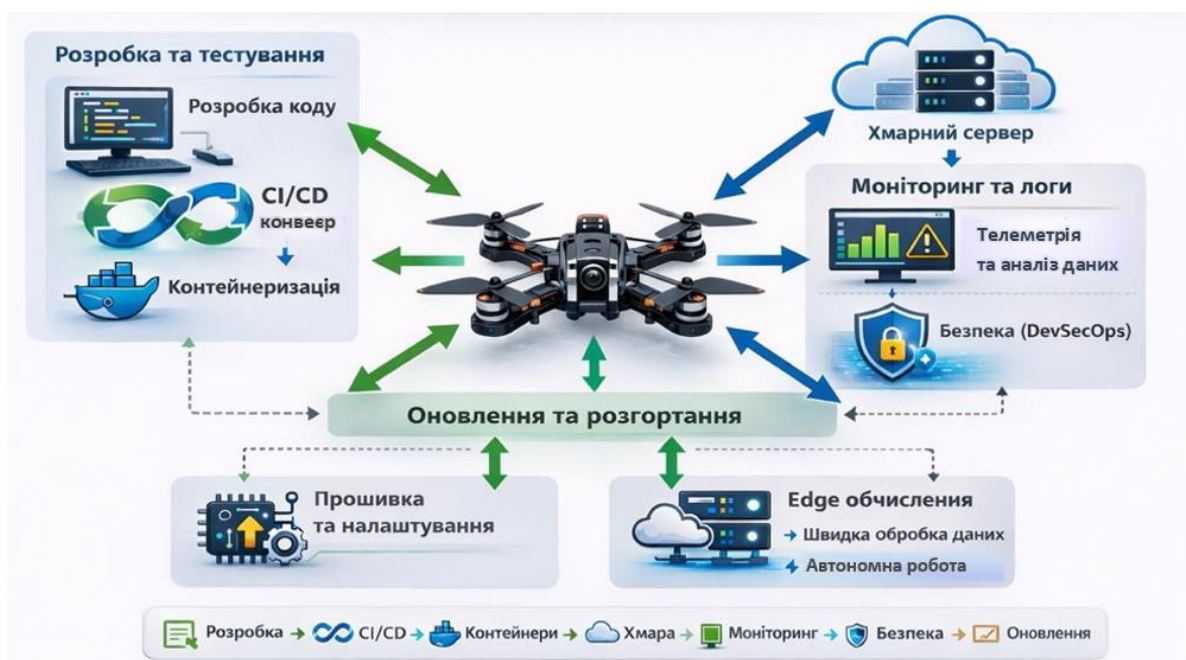 Розробка та тестування
Розробка коду
CI/CD
конвеєр
Контейнеризація
Хмарний сервер
Моніторинг та логи
Телеметрія
та аналіз даних
Безпека (DevSecOps)
Оновлення та розгортання
Прошивка
та налаштування
Edge обчислення
Швидка обробка даних
Автономна робота
Розробка CI/CD Контейнери Хмара Моніторинг Безпека Оновлення